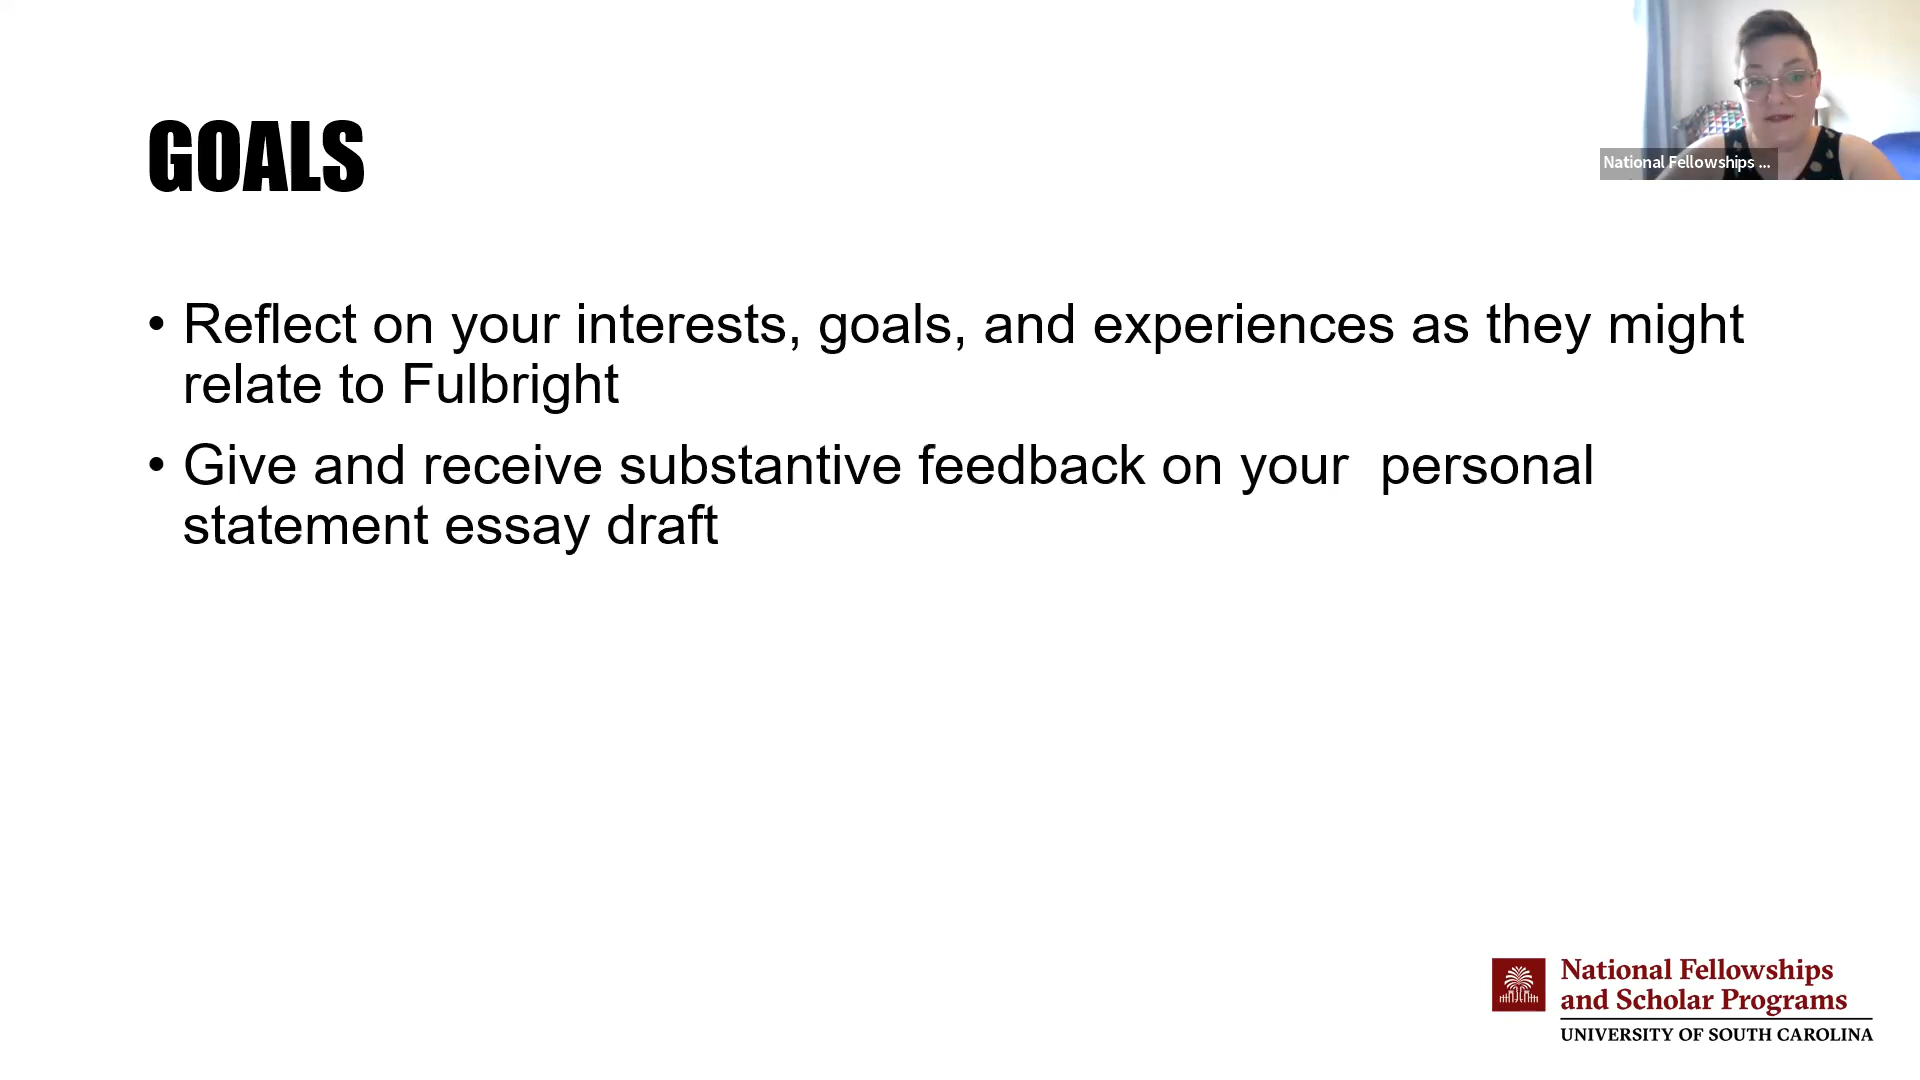 GOALS
National Fellowships ...
• Reflect on your interests, goals, and experiences as they might
relate to Fulbright
• Give and receive substantive feedback on your  personal
statement essay draft
National Fellowships
and Scholar Programs
UNIVERSITY OF SOUTH CAROLINA